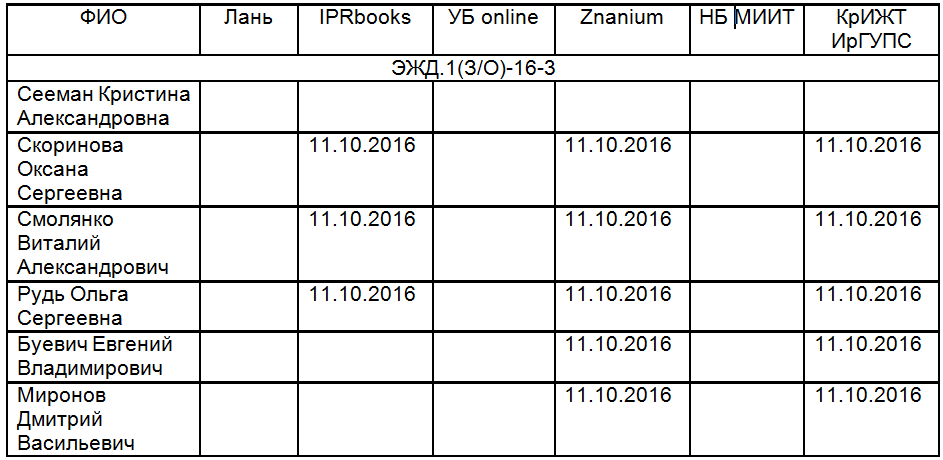 ФИО Лань IPRbooks УБ online Znanium НБ МИИТ КрИЖТ
ИрГУПС
ЭЖД.1(З/О)-16-3
Сееман Кристина
Александровна
Скоринова 11.10.2016 11.10.2016 11.10.2016
Оксана
Сергеевна
Смолянко 11.10.2016 11.10.2016 11.10.2016
Виталий
Александрович
Рудь Ольга 11.10.2016 11.10.2016 11.10.2016
Сергеевна
Буевич Евгений 11.10.2016 11.10.2016
Владимирович
Миронов 11.10.2016 11.10.2016
Дмитрий
Васильевич